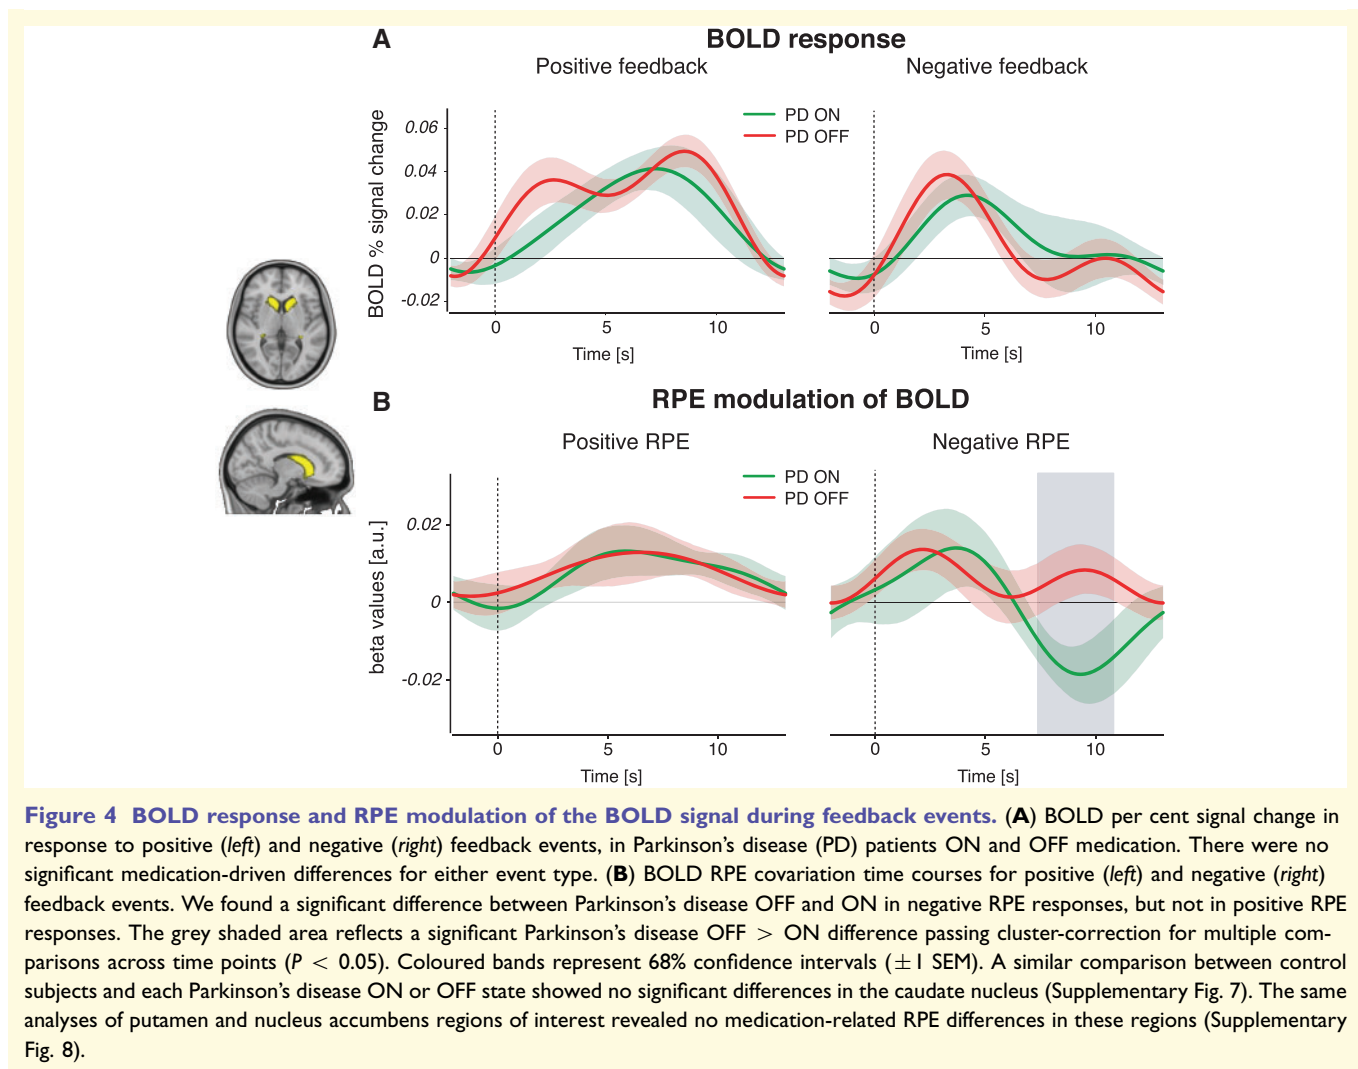 A
BOLD response
Positive feedback
Negative feedback
BOLD % signal change
0.06
0.04
0.02
0
-0.02
PD ON
PD OFF
0
5
10
Time [s]
0
5
10
Time [s]
B
RPE modulation of BOLD
Positive RPE
Negative RPE
PD ON
PD OFF
beta values [a.u.]
0.02
0
-0.02
0
5
10
Time [s]
0
5
10
Time [s]
Figure 4 BOLD response and RPE modulation of the BOLD signal during feedback events. (A) BOLD per cent signal change in
response to positive (left) and negative (right) feedback events, in Parkinson's disease (PD) patients ON and OFF medication. There were no
significant medication-driven differences for either event type. (B) BOLD RPE covariation time courses for positive (left) and negative (right)
feedback events. We found a significant difference between Parkinson's disease OFF and ON in negative RPE responses, but not in positive RPE
responses. The grey shaded area reflects a significant Parkinson's disease OFF > ON difference passing cluster-correction for multiple com-
parisons across time points (P < 0.05). Coloured bands represent 68% confidence intervals (±1 SEM). A similar comparison between control
subjects and each Parkinson's disease ON or OFF state showed no significant differences in the caudate nucleus (Supplementary Fig. 7). The same
analyses of putamen and nucleus accumbens regions of interest revealed no medication-related RPE differences in these regions (Supplementary
Fig. 8).